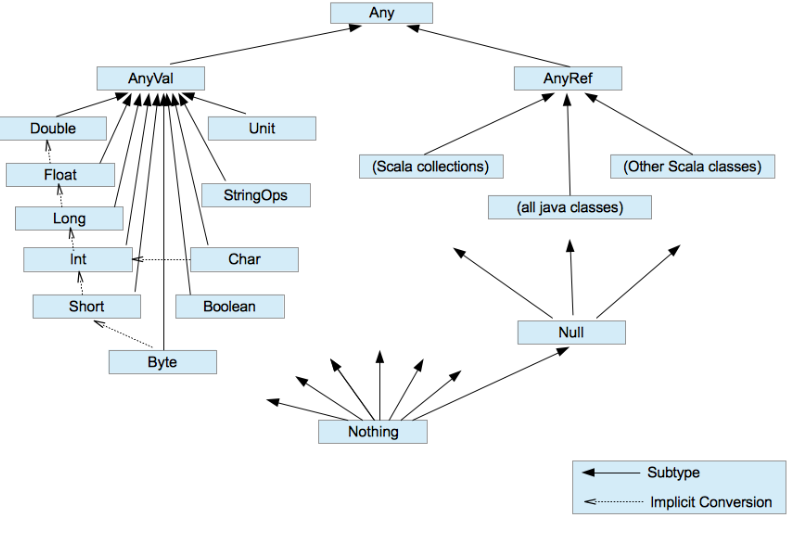 Any
AnyVal
AnyRef
Double
Unit
Float
(Scala collections)
(Other Scala classes)
StringOps
(all java classes)
Long
Int
Char
Short
Boolean
Null
Byte
Nothing
Subtype
Implicit Conversion